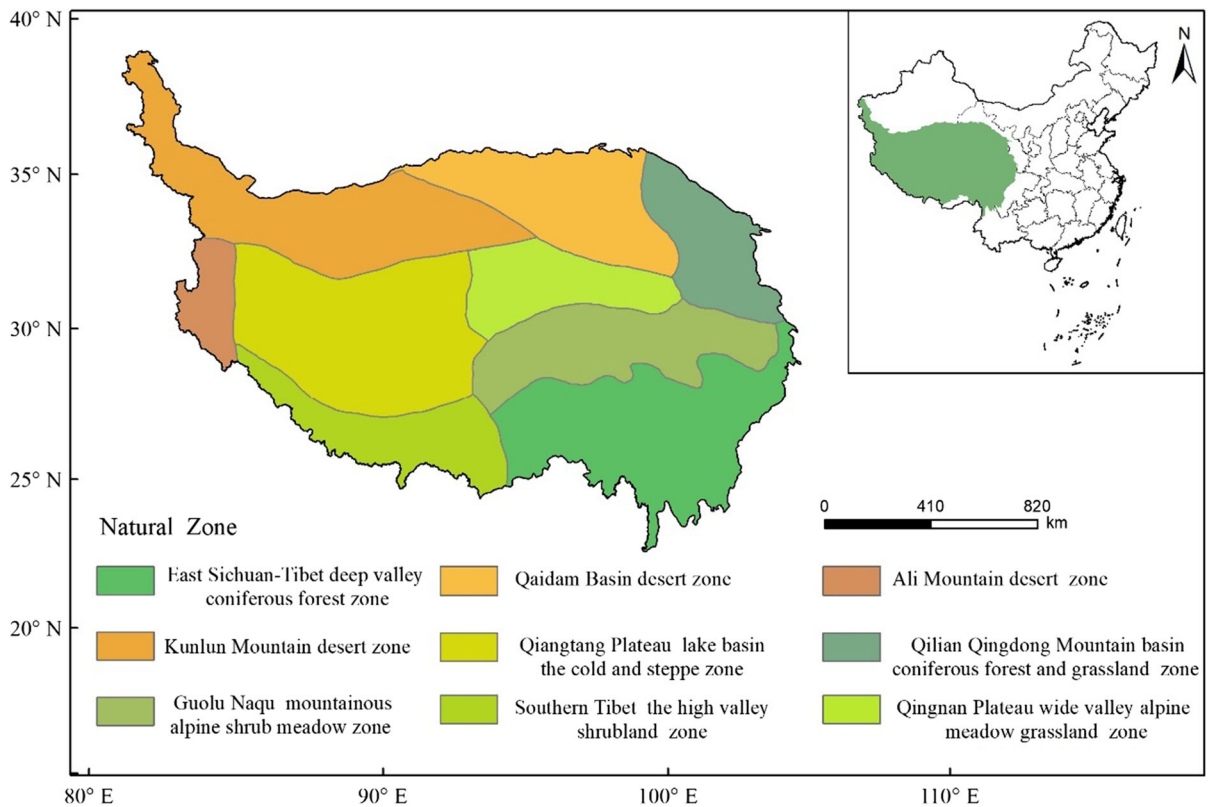 40° N
35° N
30° N
25° N
20° N
N
0 410 820
km
Natural Zone
East Sichuan-Tibet deep valley
coniferous forest zone
Qaidam Basin desert zone
Ali Mountain desert zone
Kunlun Mountain desert zone
Qiangtang Plateau lake basin
the cold and steppe zone
Qilian Qingdong Mountain basin
coniferous forest and grassland zone
Guolu Naqu mountainous
alpine shrub meadow zone
Southern Tibet the high valley
shrubland zone
Qingnan Plateau wide valley alpine
meadow grassland zone
80° E 90° E 100° E 110° E